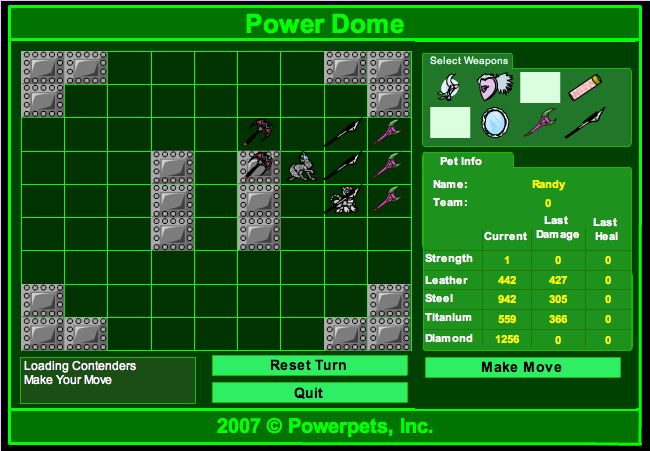 Power Dome
Select Weapons
Pet Info
Name: Randy
Team: 0
Current Last Damage Last Heal
Strength 1 0 0
Leather 442 427 0
Steel 942 305 0
Titanium 559 366 0
Diamond 1256 0 0
Loading Contenders
Make Your Move
Reset Turn
Quit
Make Move
2007 © Powerpets, Inc.